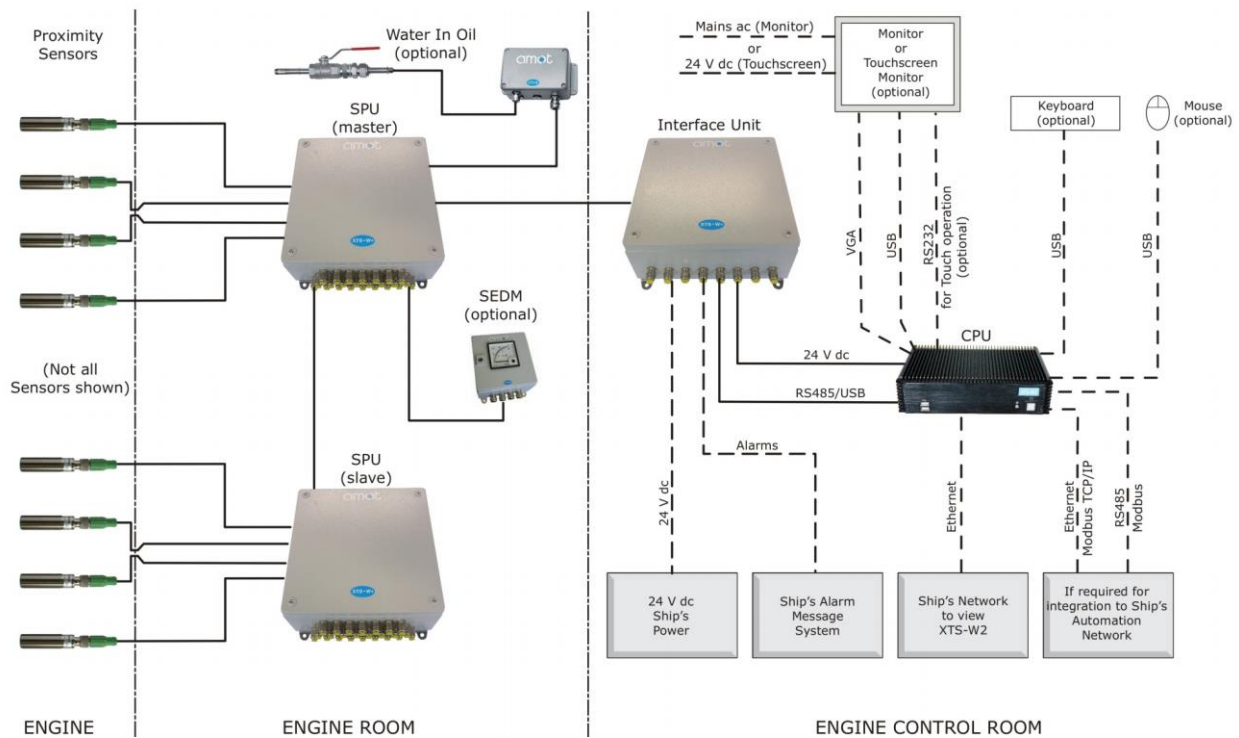 Proximity
Sensors
(Not all
Sensors shown)
Water In Oil
(optional)
amot
SPU
(master)
amot
XTS-W+
SEDM
(optional)
SPU
(slave)
amot
XTS-W+
Interface Unit
amot
XTS-W+
Mains ac (Monitor)
or
24 V dc (Touchscreen)
Monitor
or
Touchscreen
Monitor
(optional)
Keyboard
(optional)
Mouse
(optional)
VGA
USB
RS232
for Touch operation
(optional)
USB
USB
CPU
24 V dc
RS485/USB
Alarms
24 V dc
Ethernet
Ethernet
Modbus TCP/IP
RS485
Modbus
24 V dc
Ship's
Power
Ship's Alarm
Message
System
Ship's Network
to view
XTS-W2
If required for
integration to Ship's
Automation
Network
ENGINE
ENGINE ROOM
ENGINE CONTROL ROOM